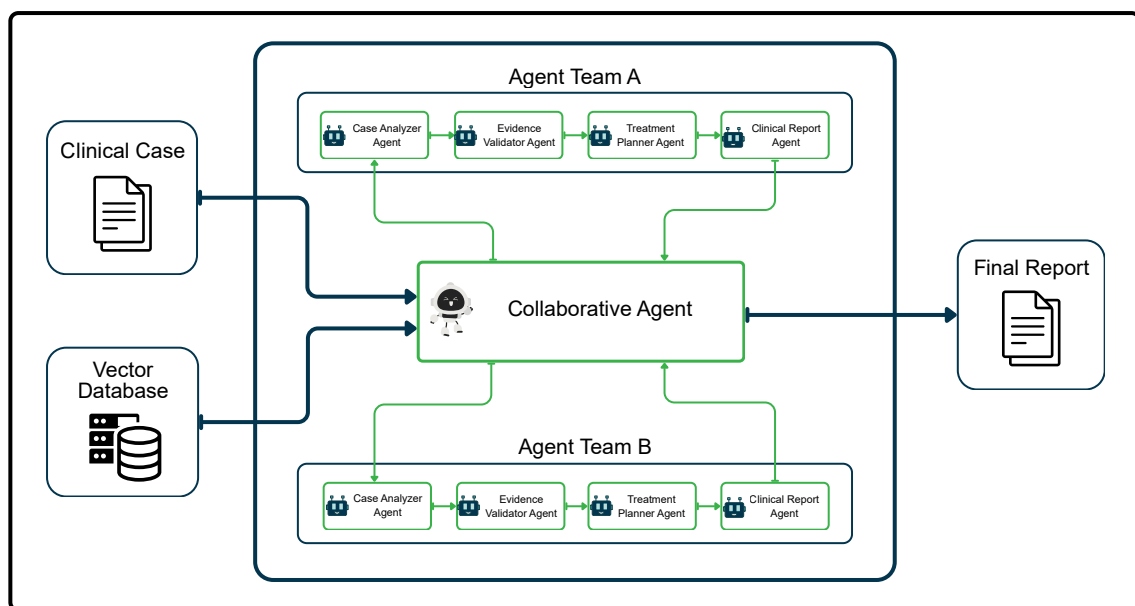 Agent Team A
Case Analyzer
Agent
Evidence
Validator Agent
Treatment
Planner Agent
Clinical Report
Agent
Clinical Case
Collaborative Agent
Final Report
Vector
Database
Agent Team B
Case Analyzer
Agent
Evidence
Validator Agent
Treatment
Planner Agent
Clinical Report
Agent